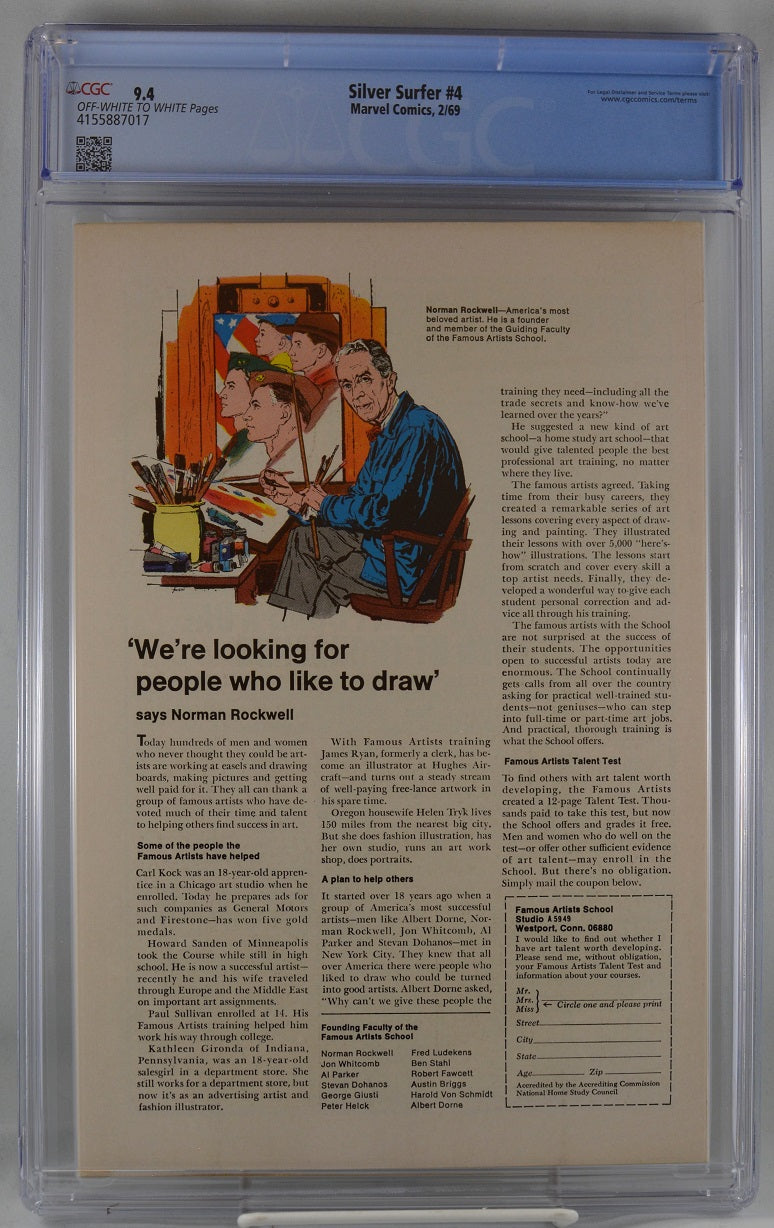 CGC 9.4
OFF-WHITE TO WHITE Pages
4155887017
Silver Surfer #4
Marvel Comics, 2/69
For Legal Disclaimer and Service Terms please visit:
www.cgccomics.com/terms
CGC
Norman Rockwell—America's most
beloved artist. He is a founder
and member of the Guiding Faculty
of the Famous Artists School.
'We're looking for
people who like to draw'
says Norman Rockwell
Today hundreds of men and women
who never thought they could be art-
ists are working at easels and drawing
boards, making pictures and getting
well paid for it. They all can thank a
group of famous artists who have de-
voted much of their time and talent
to helping others find success in art.
Some of the people the
Famous Artists have helped
Carl Kock was an 18-year-old appren-
tice in a Chicago art studio when he
enrolled. Today he prepares ads for
such companies as General Motors
and Firestone—has won five gold
medals.
Howard Sanden of Minneapolis
took the Course while still in high
school. He is now a successful artist—
recently he and his wife traveled
through Europe and the Middle East
on important art assignments.
Paul Sullivan enrolled at 14. His
Famous Artists training helped him
work his way through college.
Kathleen Gironda of Indiana,
Pennsylvania, was an 18-year-old
salesgirl in a department store. She
still works for a department store, but
now it's as an advertising artist and
fashion illustrator.
With Famous Artists training
James Ryan, formerly a clerk, has be-
come an illustrator at Hughes Air-
craft—and turns out a steady stream
of well-paying free-lance artwork in
his spare time.
Oregon housewife Helen Tryk lives
150 miles from the nearest big city.
But she does fashion illustration, has
her own studio, runs an art work
shop, does portraits.
A plan to help others
It started over 18 years ago when a
group of America's most successful
artists—men like Albert Dorne, Nor-
man Rockwell, Jon Whitcomb, Al
Parker and Stevan Dohanos—met in
New York City. They knew that all
over America there were people who
liked to draw who could be turned
into good artists. Albert Dorne asked,
"Why can't we give these people the
Founding Faculty of the
Famous Artists School
Norman Rockwell
Jon Whitcomb
Al Parker
Stevan Dohanos
George Giusti
Peter Helck
Fred Ludekens
Ben Stahl
Robert Fawcett
Austin Briggs
Harold Von Schmidt
Albert Dorne
training they need—including all the
trade secrets and know-how we've
learned over the years?"
He suggested a new kind of art
school—a home study art school—that
would give talented people the best
professional art training, no matter
where they live.
The famous artists agreed. Taking
time from their busy careers, they
created a remarkable series of art
lessons covering every aspect of draw-
ing and painting. They illustrated
their lessons with over 5,000 "here's-
how" illustrations. The lessons start
from scratch and cover every skill a
top artist needs. Finally, they de-
veloped a wonderful way to give each
student personal correction and ad-
vice all through his training.
The famous artists with the School
are not surprised at the success of
their students. The opportunities
open to successful artists today are
enormous. The School continually
gets calls from all over the country
asking for practical well-trained stu-
dents—not geniuses—who can step
into full-time or part-time art jobs.
And practical, thorough training is
what the School offers.
Famous Artists Talent Test
To find others with art talent worth
developing, the Famous Artists
created a 12-page Talent Test. Thou-
sands paid to take this test, but now
the School offers and grades it free.
Men and women who do well on the
test—or offer other sufficient evidence
of art talent—may enroll in the
School. But there's no obligation.
Simply mail the coupon below.
Famous Artists School
Studio A5949
Westport, Conn. 06880
I would like to find out whether I
have art talent worth developing.
Please send me, without obligation,
your Famous Artists Talent Test and
information about your courses.
Mr.
Mrs. ← Circle one and please print
Miss
Street
City
State
Age Zip
Accredited by the Accrediting Commission
National Home Study Council